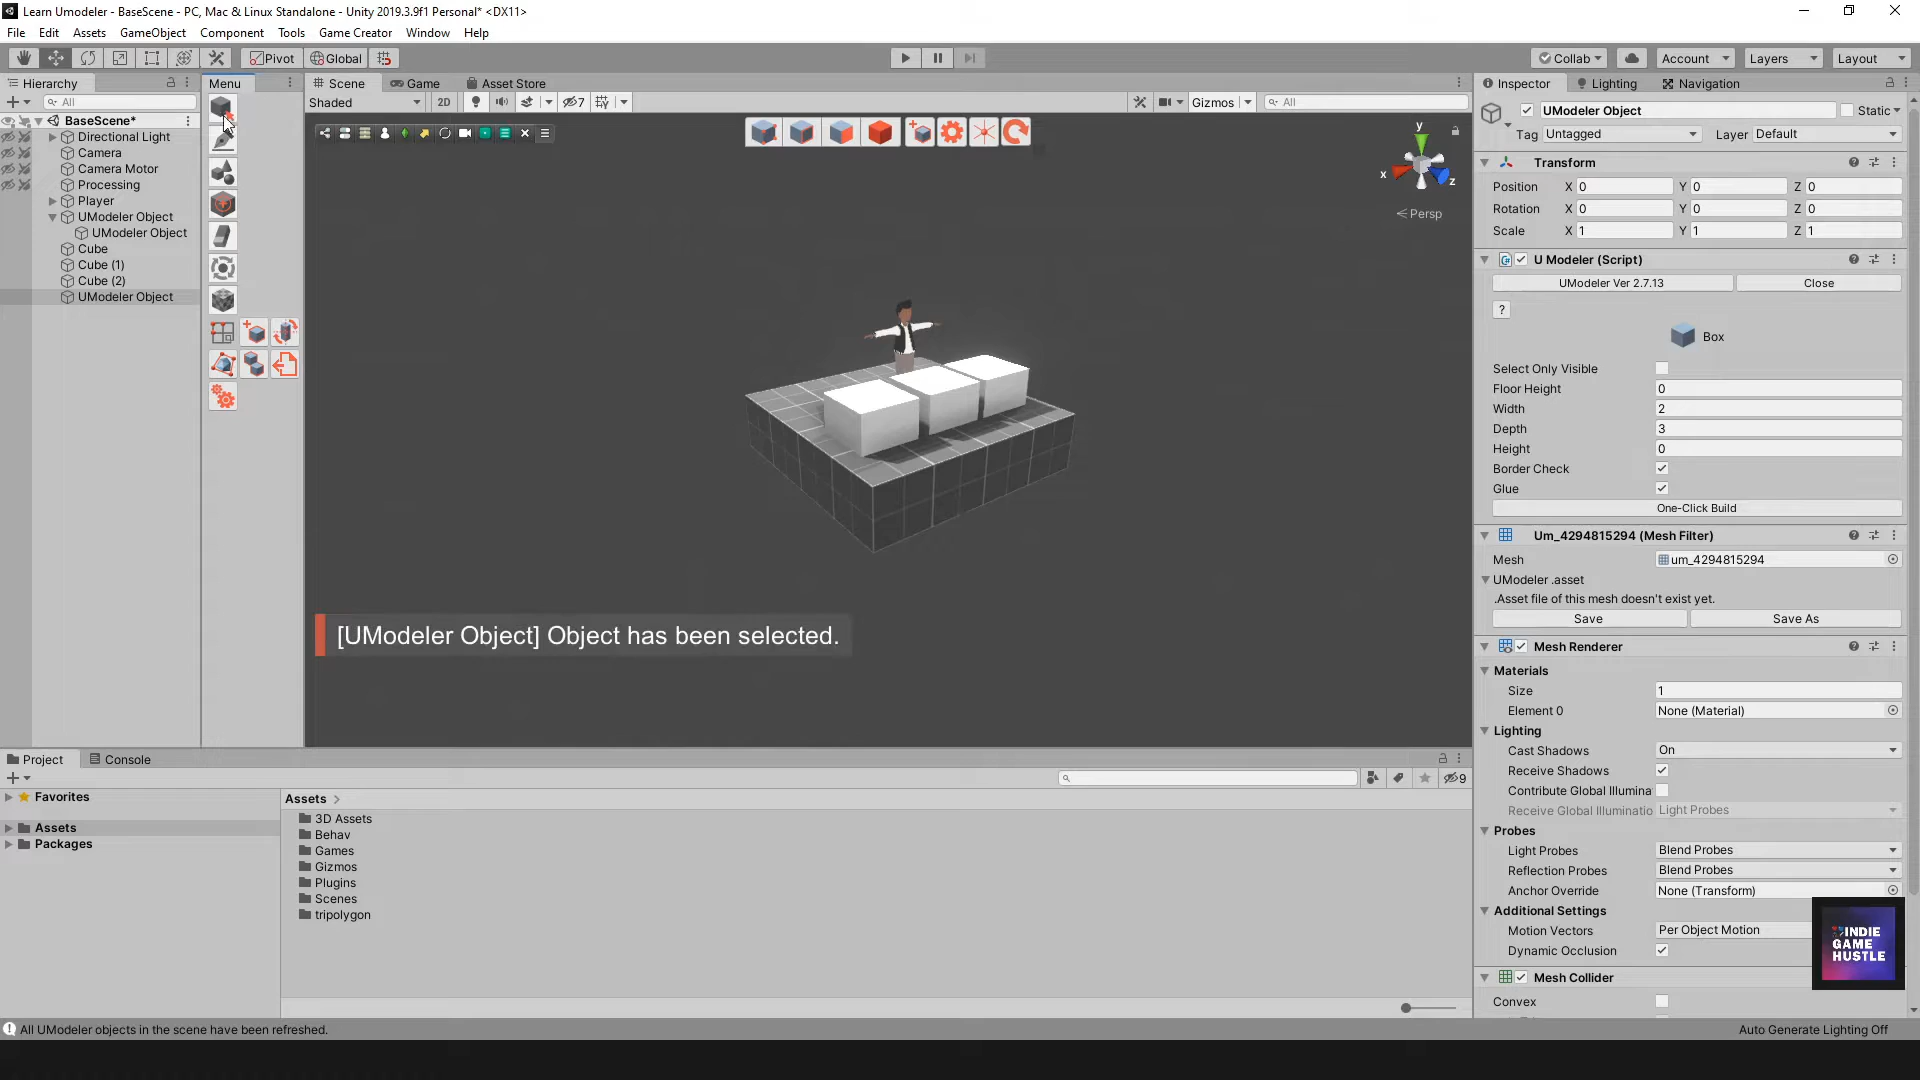 Learn Umodeler - BaseScene - PC, Mac & Linux Standalone - Unity 2019.3.9f1 Personal* <DX11>
File Edit Assets GameObject Component Tools Game Creator Window Help
Pivot Global
Collab Account Layers Layout
Hierarchy
Menu
Scene Game Asset Store
Inspector Lighting Navigation
All
Shaded 2D 7 Gizmos All
BaseScene*
Directional Light
Camera
Camera Motor
Processing
Player
UModeler Object
UModeler Object
Cube
Cube (1)
Cube (2)
UModeler Object
y
x
z
< Persp
[UModeler Object] Object has been selected.
UModeler Object Static
Tag Untagged Layer Default
Transform
Position X 0 Y 0 Z 0
Rotation X 0 Y 0 Z 0
Scale X 1 Y 1 Z 1
U Modeler (Script)
UModeler Ver 2.7.13 Close
?
Box
Select Only Visible
Floor Height 0
Width 2
Depth 3
Height 0
Border Check
Glue
One-Click Build
Um_4294815294 (Mesh Filter)
Mesh um_4294815294
UModeler .asset
.Asset file of this mesh doesn't exist yet.
Save Save As
Mesh Renderer
Materials
Size 1
Element 0 None (Material)
Lighting
Cast Shadows On
Receive Shadows
Contribute Global Illumina
Receive Global Illuminatio Light Probes
Probes
Light Probes Blend Probes
Reflection Probes Blend Probes
Anchor Override None (Transform)
Additional Settings
Motion Vectors Per Object Motion
Dynamic Occlusion
Mesh Collider
Convex
INDIE
GAME
HUSTLE
Project Console
9
Favorites
Assets
Packages
Assets >
3D Assets
Behav
Games
Gizmos
Plugins
Scenes
tripolygon
All UModeler objects in the scene have been refreshed.
Auto Generate Lighting Off